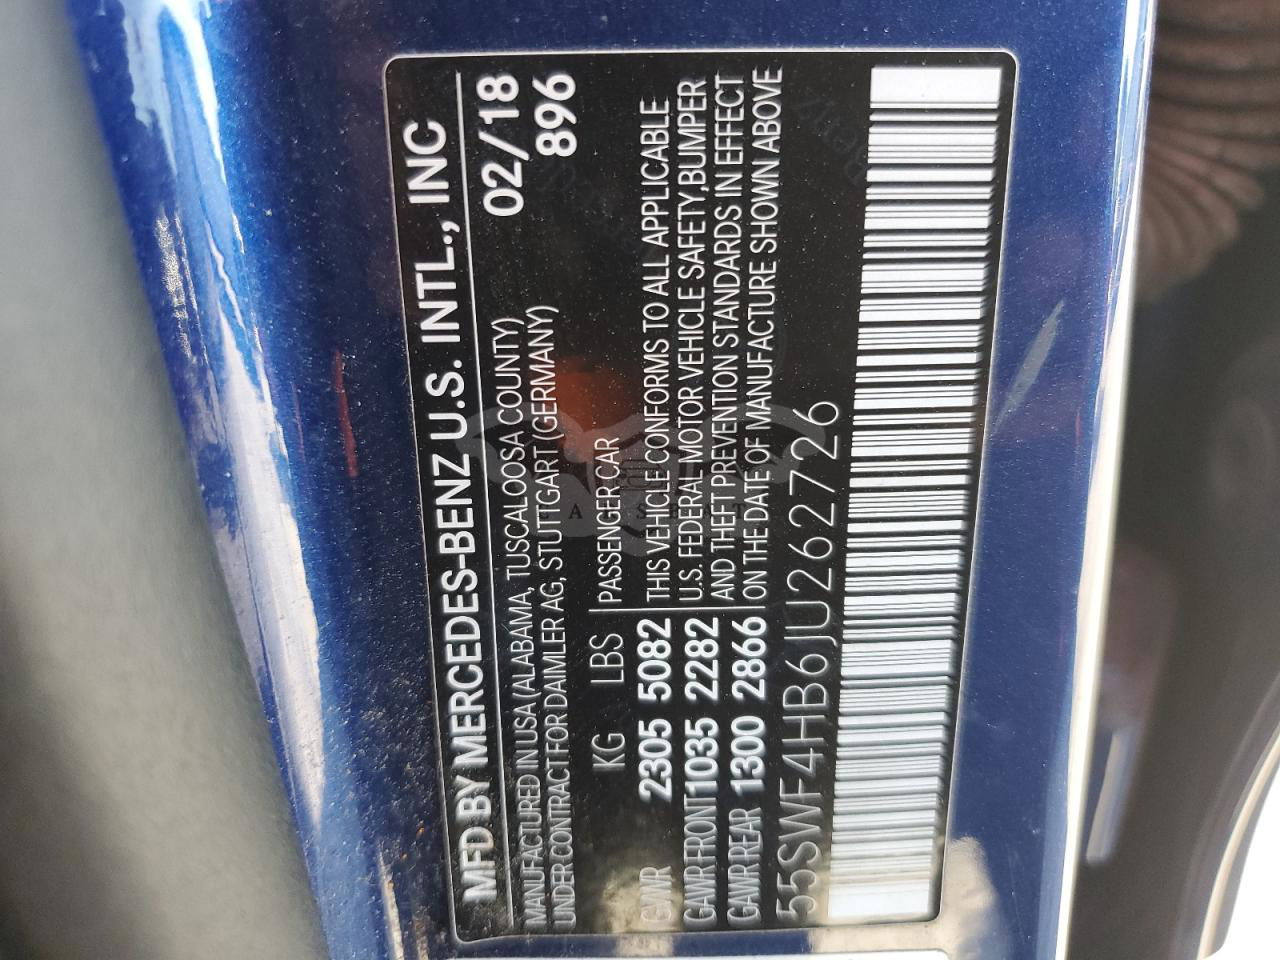 MFD BY MERCEDES-BENZ U.S. INTL., INC
MANUFACTURED IN USA (ALABAMA, TUSCALOOSA COUNTY) 02/18
UNDER CONTRACT FOR DAIMLER AG, STUTTGART (GERMANY) 896
KG LBS PASSENGER CAR
GVWR 2305 5082 THIS VEHICLE CONFORMS TO ALL APPLICABLE
GAWR FRONT 1035 2282 U.S. FEDERAL MOTOR VEHICLE SAFETY, BUMPER
GAWR REAR 1300 2866 AND THEFT PREVENTION STANDARDS IN EFFECT
ON THE DATE OF MANUFACTURE SHOWN ABOVE
55SWF4HB6JU262726